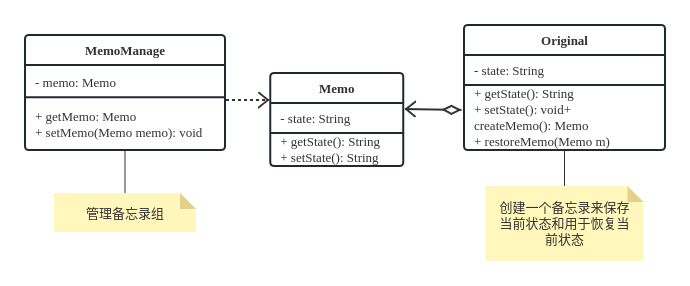 MemoManage
- memo: Memo
+ getMemo: Memo
+ setMemo(Memo memo): void
管理备忘录组
Memo
- state: String
+ getState(): String
+ setState(): String
Original
- state: String
+ getState(): String
+ setState(): void+
createMemo(): Memo
+ restoreMemo(Memo m)
创建一个备忘录来保存
当前状态和用于恢复当
前状态